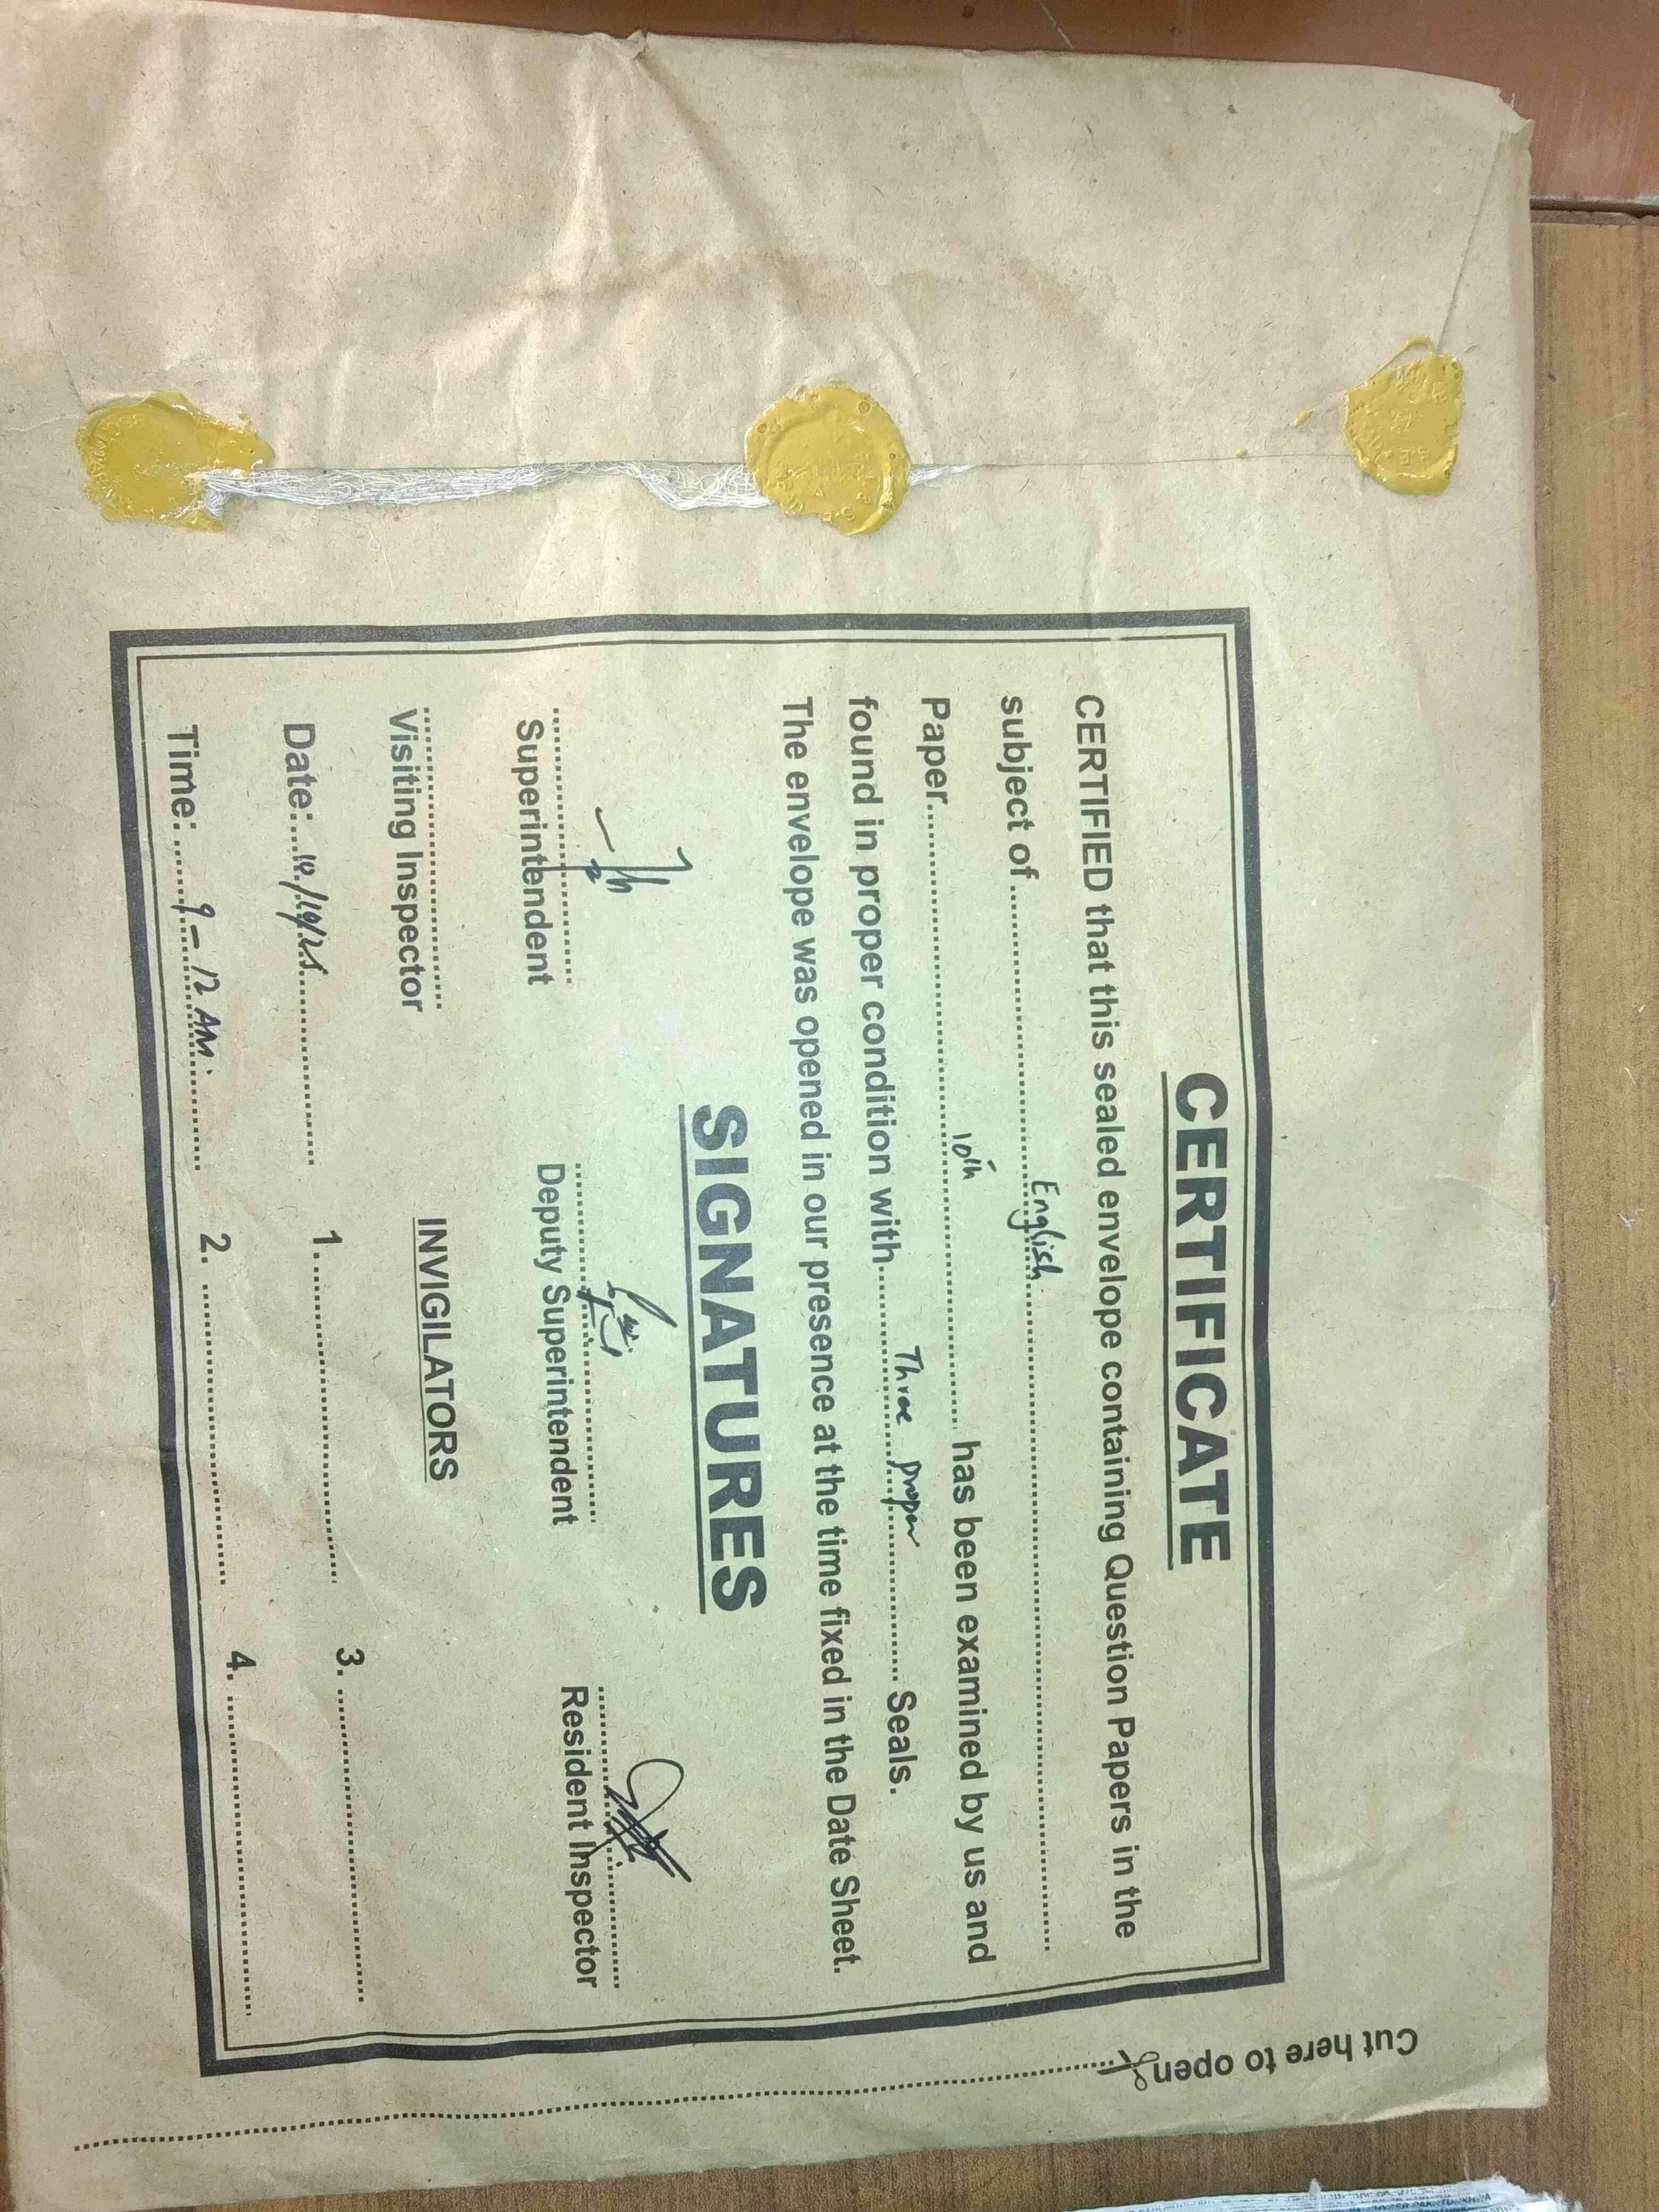 CERTIFICATE
CERTIFIED that this sealed envelope containing Question Papers in the
subject of ........ English ........
Paper ........ 10th ........ has been examined by us and
found in proper condition with ........ Three proper ........ Seals.
The envelope was opened in our presence at the time fixed in the Date Sheet.
SIGNATURES
Superintendent Deputy Superintendent Resident Inspector
Visiting Inspector INVIGILATORS
Date: ........ 1. ........ 3. ........
Time: 9 - 12 AM. 2. ........ 4. ........
Cut here to open